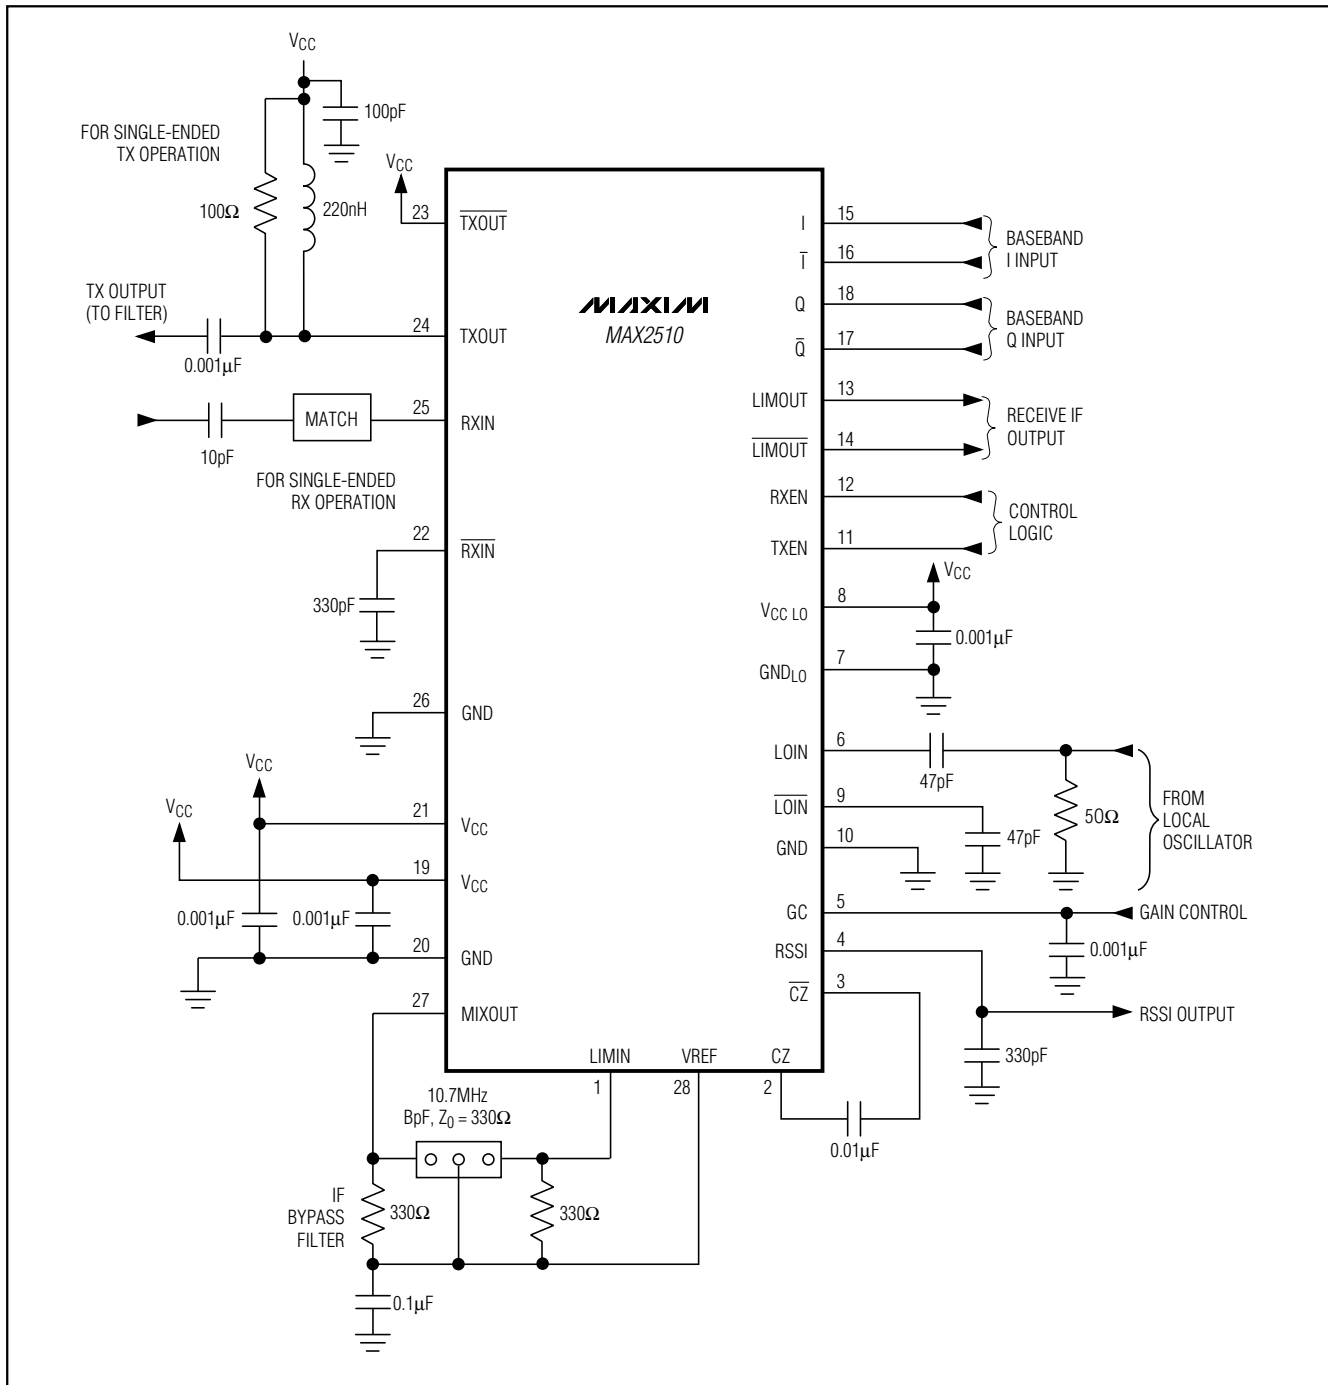 VCC
100pF
FOR SINGLE-ENDED
TX OPERATION
100Ω
220nH
VCC
23
TXOUT
TX OUTPUT
(TO FILTER)
0.001µF
24
TXOUT
MATCH
25
RXIN
10pF
FOR SINGLE-ENDED
RX OPERATION
22
RXIN
330pF
26
GND
VCC
VCC
21
VCC
19
VCC
0.001µF
0.001µF
20
GND
27
MIXOUT
MAXIM
MAX2510
I
15
I
16
BASEBAND
I INPUT
Q
18
Q
17
BASEBAND
Q INPUT
LIMOUT
13
LIMOUT
14
RECEIVE IF
OUTPUT
RXEN
12
TXEN
11
CONTROL
LOGIC
VCC
VCC LO
8
0.001µF
GNDLO
7
LOIN
6
47pF
50Ω
FROM
LOCAL
OSCILLATOR
LOIN
9
47pF
GND
10
GC
5
GAIN CONTROL
0.001µF
RSSI
4
RSSI OUTPUT
330pF
CZ
3
LIMIN
VREF
CZ
1
28
2
0.01µF
10.7MHz
BpF, Z0 = 330Ω
IF
BYPASS
FILTER
330Ω
330Ω
0.1µF